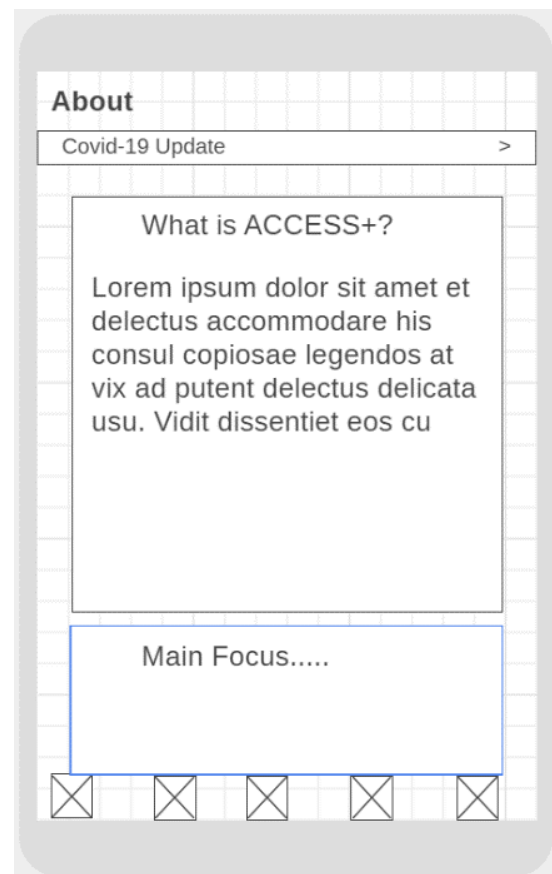 About
Covid-19 Update >
What is ACCESS+?
Lorem ipsum dolor sit amet et
delectus accommodare his
consul copiosae legendos at
vix ad putent delectus delicata
usu. Vidit dissentiet eos cu
Main Focus.....